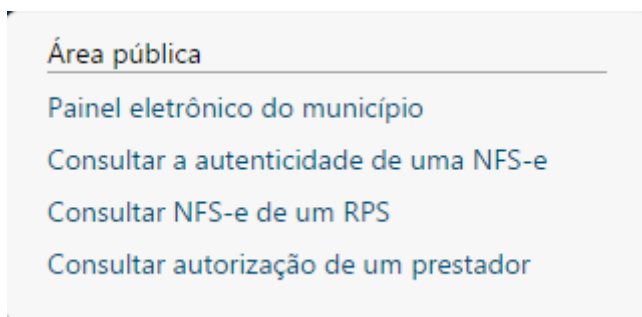 Área pública
Painel eletrônico do município
Consultar a autenticidade de uma NFS-e
Consultar NFS-e de um RPS
Consultar autorização de um prestador